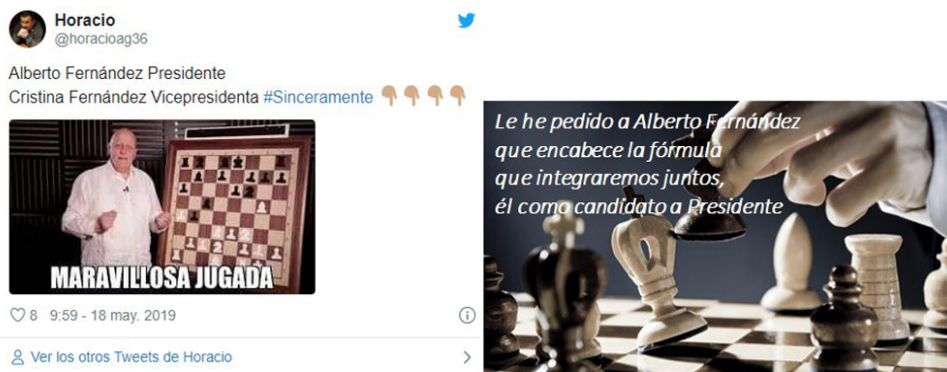 Horacio
@horacioag36
Alberto Fernández Presidente
Cristina Fernández Vicepresidenta #Sinceramente
MARAVILLOSA JUGADA
8 9:59 - 18 may. 2019
Ver los otros Tweets de Horacio
Le he pedido a Alberto Fernández
que encabece la fórmula
que integraremos juntos,
él como candidato a Presidente